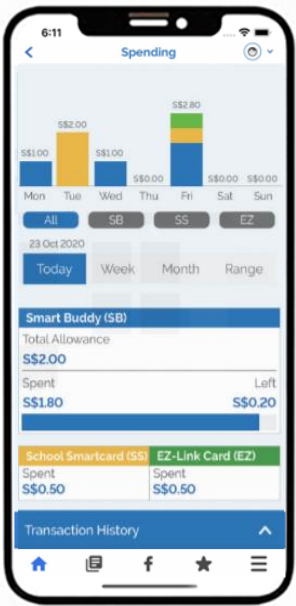 6:11
Spending
S$2.80
S$2.00
S$1.00 S$1.00
S$0.00 S$0.00 S$0.00
Mon Tue Wed Thu Fri Sat Sun
All SB SS EZ
23 Oct 2020
Today Week Month Range
Smart Buddy (SB)
Total Allowance
S$2.00
Spent Left
S$1.80 S$0.20
School Smartcard (SS) EZ-Link Card (EZ)
Spent Spent
S$0.50 S$0.50
Transaction History